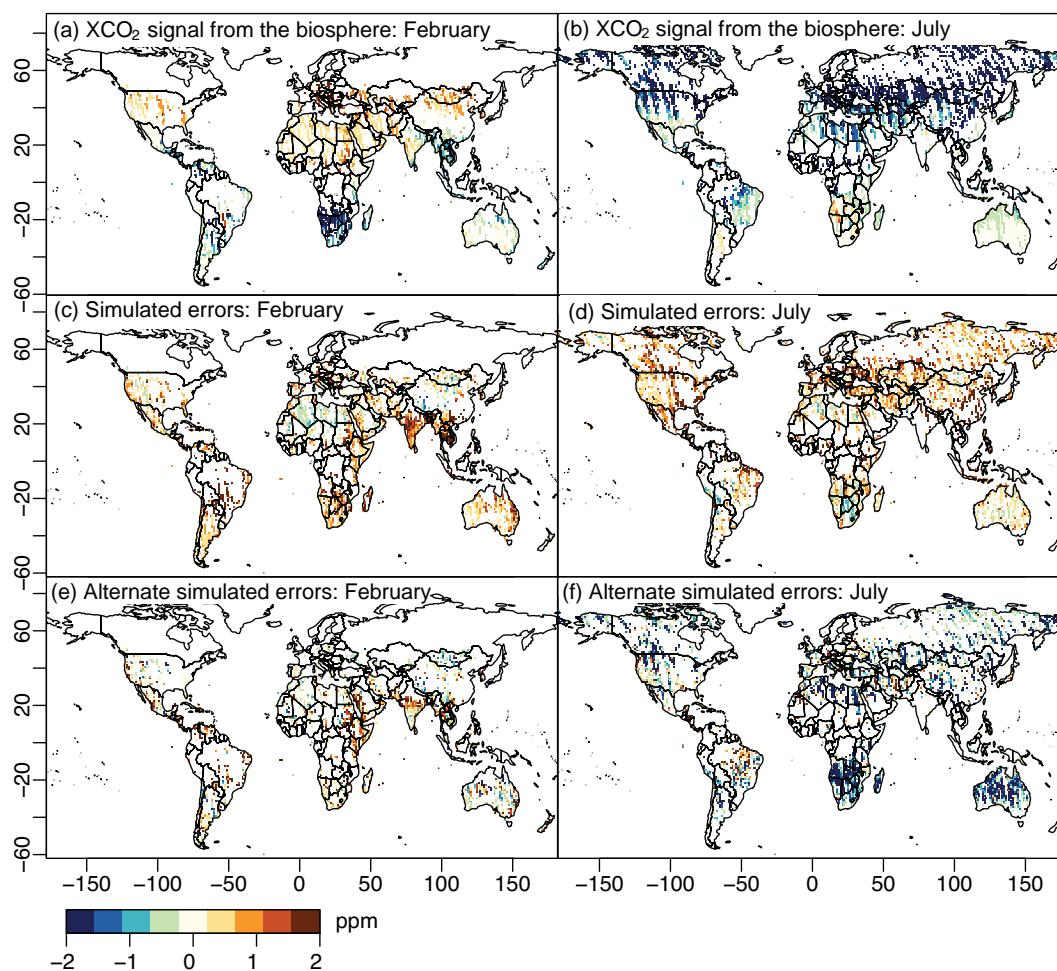 (a) XCO₂ signal from the biosphere: February
(b) XCO₂ signal from the biosphere: July
60
20
−20
−60
(c) Simulated errors: February
(d) Simulated errors: July
60
20
−20
−60
(e) Alternate simulated errors: February
(f) Alternate simulated errors: July
60
20
−20
−60
−150 −100 −50 0 50 100 150
−150 −100 −50 0 50 100 150
ppm
−2 −1 0 1 2